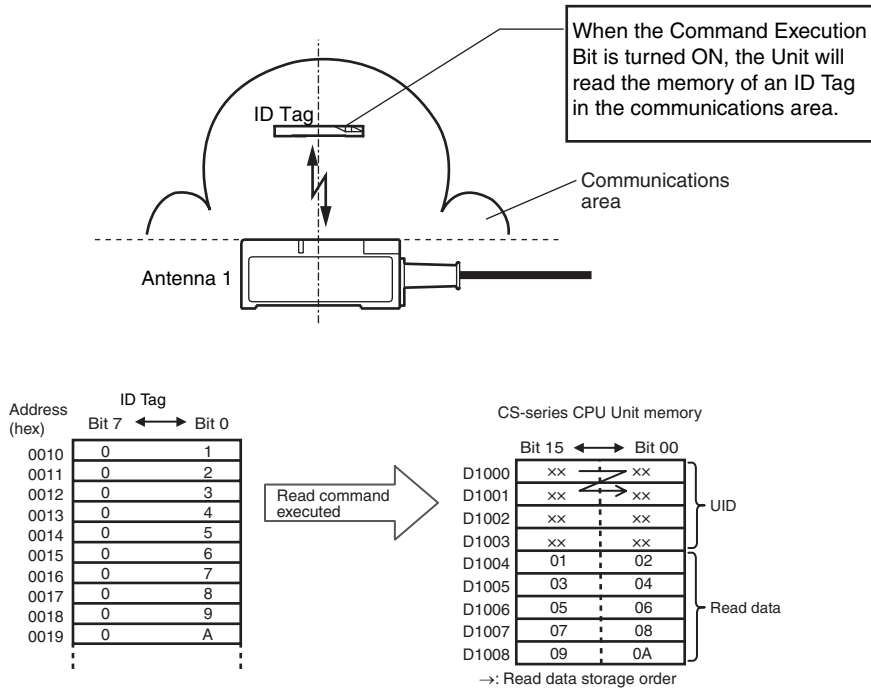 When the Command Execution
Bit is turned ON, the Unit will
read the memory of an ID Tag
in the communications area.
ID Tag
Communications
area
Antenna 1
ID Tag
Address
(hex)
Bit 7 Bit 0
0010 0 1
0011 0 2
0012 0 3
0013 0 4
0014 0 5
0015 0 6
0016 0 7
0017 0 8
0018 0 9
0019 0 A
Read command
executed
CS-series CPU Unit memory
Bit 15 Bit 00
D1000 ×× ××
D1001 ×× ××
D1002 ×× ××
D1003 ×× ××
UID
D1004 01 02
D1005 03 04
D1006 05 06
D1007 07 08
D1008 09 0A
Read data
→: Read data storage order